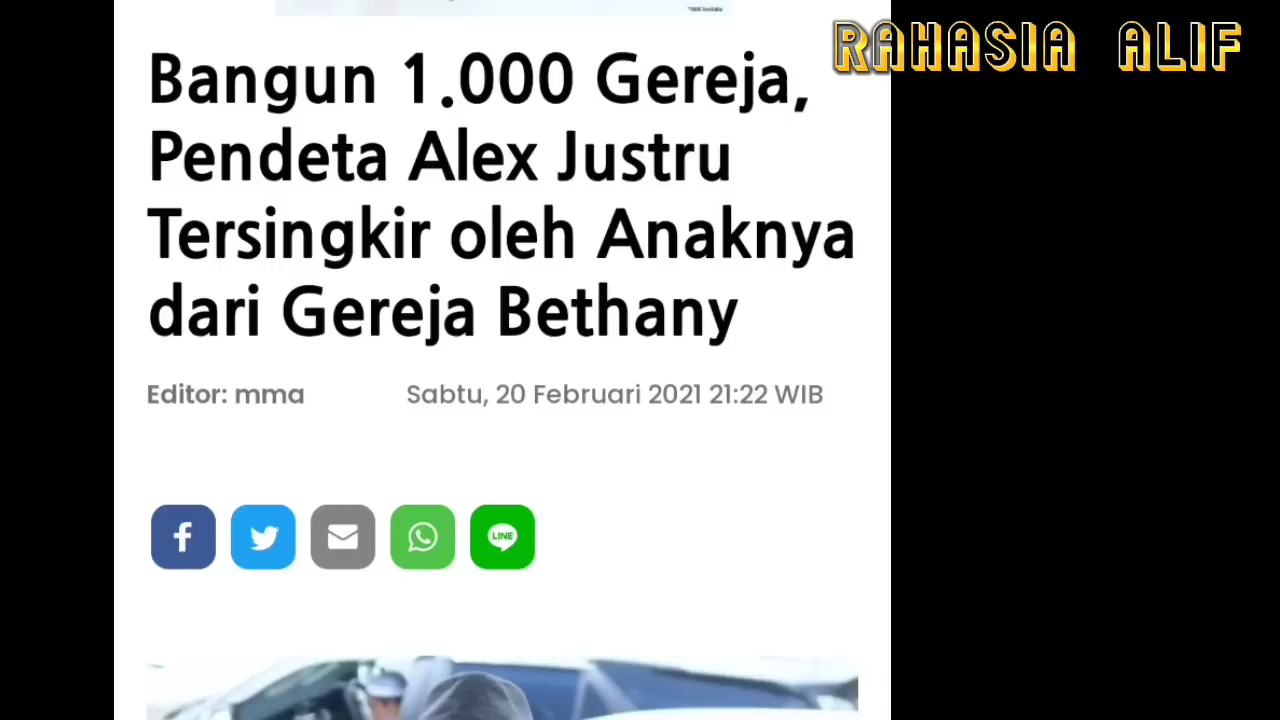 RAHASIA ALIF
Bangun 1.000 Gereja,
Pendeta Alex Justru
Tersingkir oleh Anaknya
dari Gereja Bethany
Editor: mma
Sabtu, 20 Februari 2021 21:22 WIB
LINE